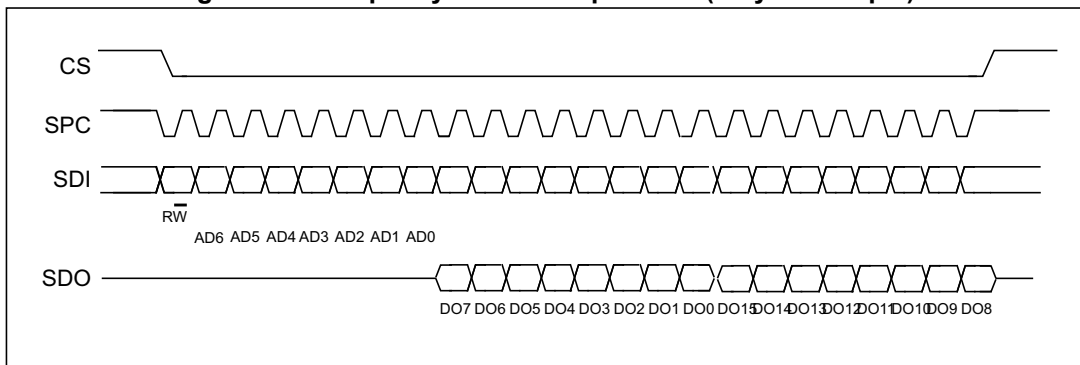 CS
SPC
SDI
RW
AD6 AD5 AD4 AD3 AD2 AD1 AD0
SDO
DO7 DO6 DO5 DO4 DO3 DO2 DO1 DO0 DO15 DO14 DO13 DO12 DO11 DO10 DO9 DO8